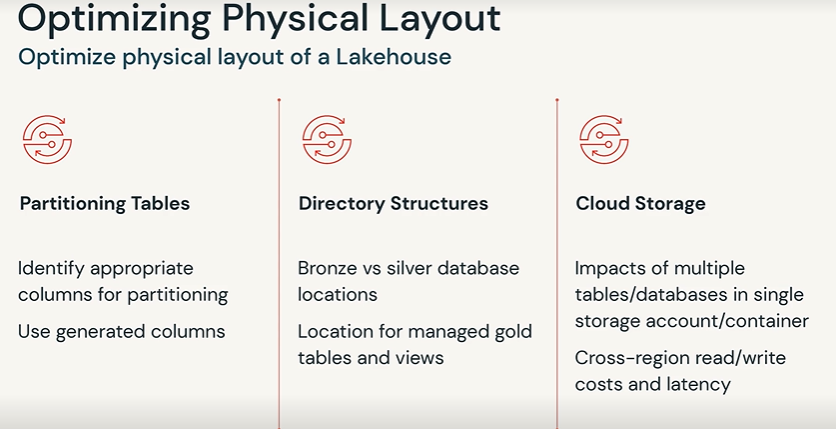 Optimizing Physical Layout
Optimize physical layout of a Lakehouse
Partitioning Tables
Identify appropriate
columns for partitioning
Use generated columns
Directory Structures
Bronze vs silver database
locations
Location for managed gold
tables and views
Cloud Storage
Impacts of multiple
tables/databases in single
storage account/container
Cross-region read/write
costs and latency